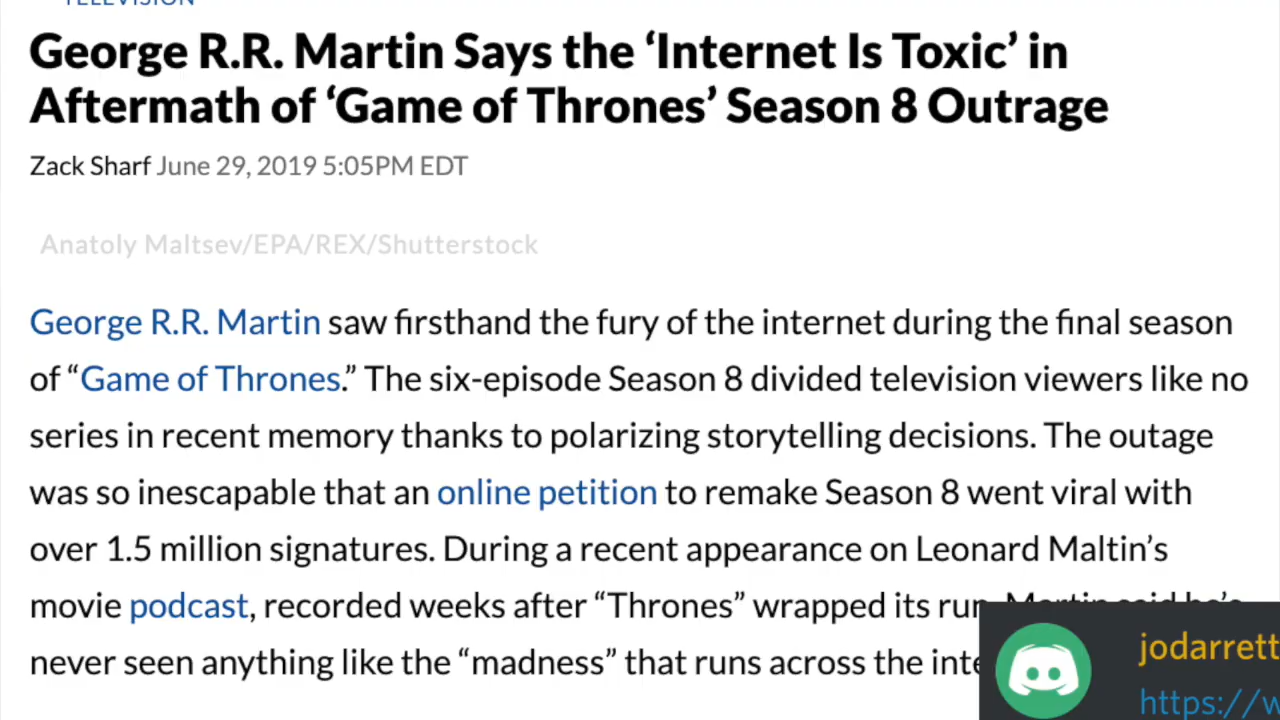 TELEVISION
George R.R. Martin Says the ‘Internet Is Toxic’ in
Aftermath of ‘Game of Thrones’ Season 8 Outrage
Zack Sharf June 29, 2019 5:05PM EDT
Anatoly Maltsev/EPA/REX/Shutterstock
George R.R. Martin saw firsthand the fury of the internet during the final season
of “Game of Thrones.” The six-episode Season 8 divided television viewers like no
series in recent memory thanks to polarizing storytelling decisions. The outage
was so inescapable that an online petition to remake Season 8 went viral with
over 1.5 million signatures. During a recent appearance on Leonard Maltin’s
movie podcast, recorded weeks after “Thrones” wrapped its run, Martin said he’s
never seen anything like the “madness” that runs across the inte
jodarrett
https://w